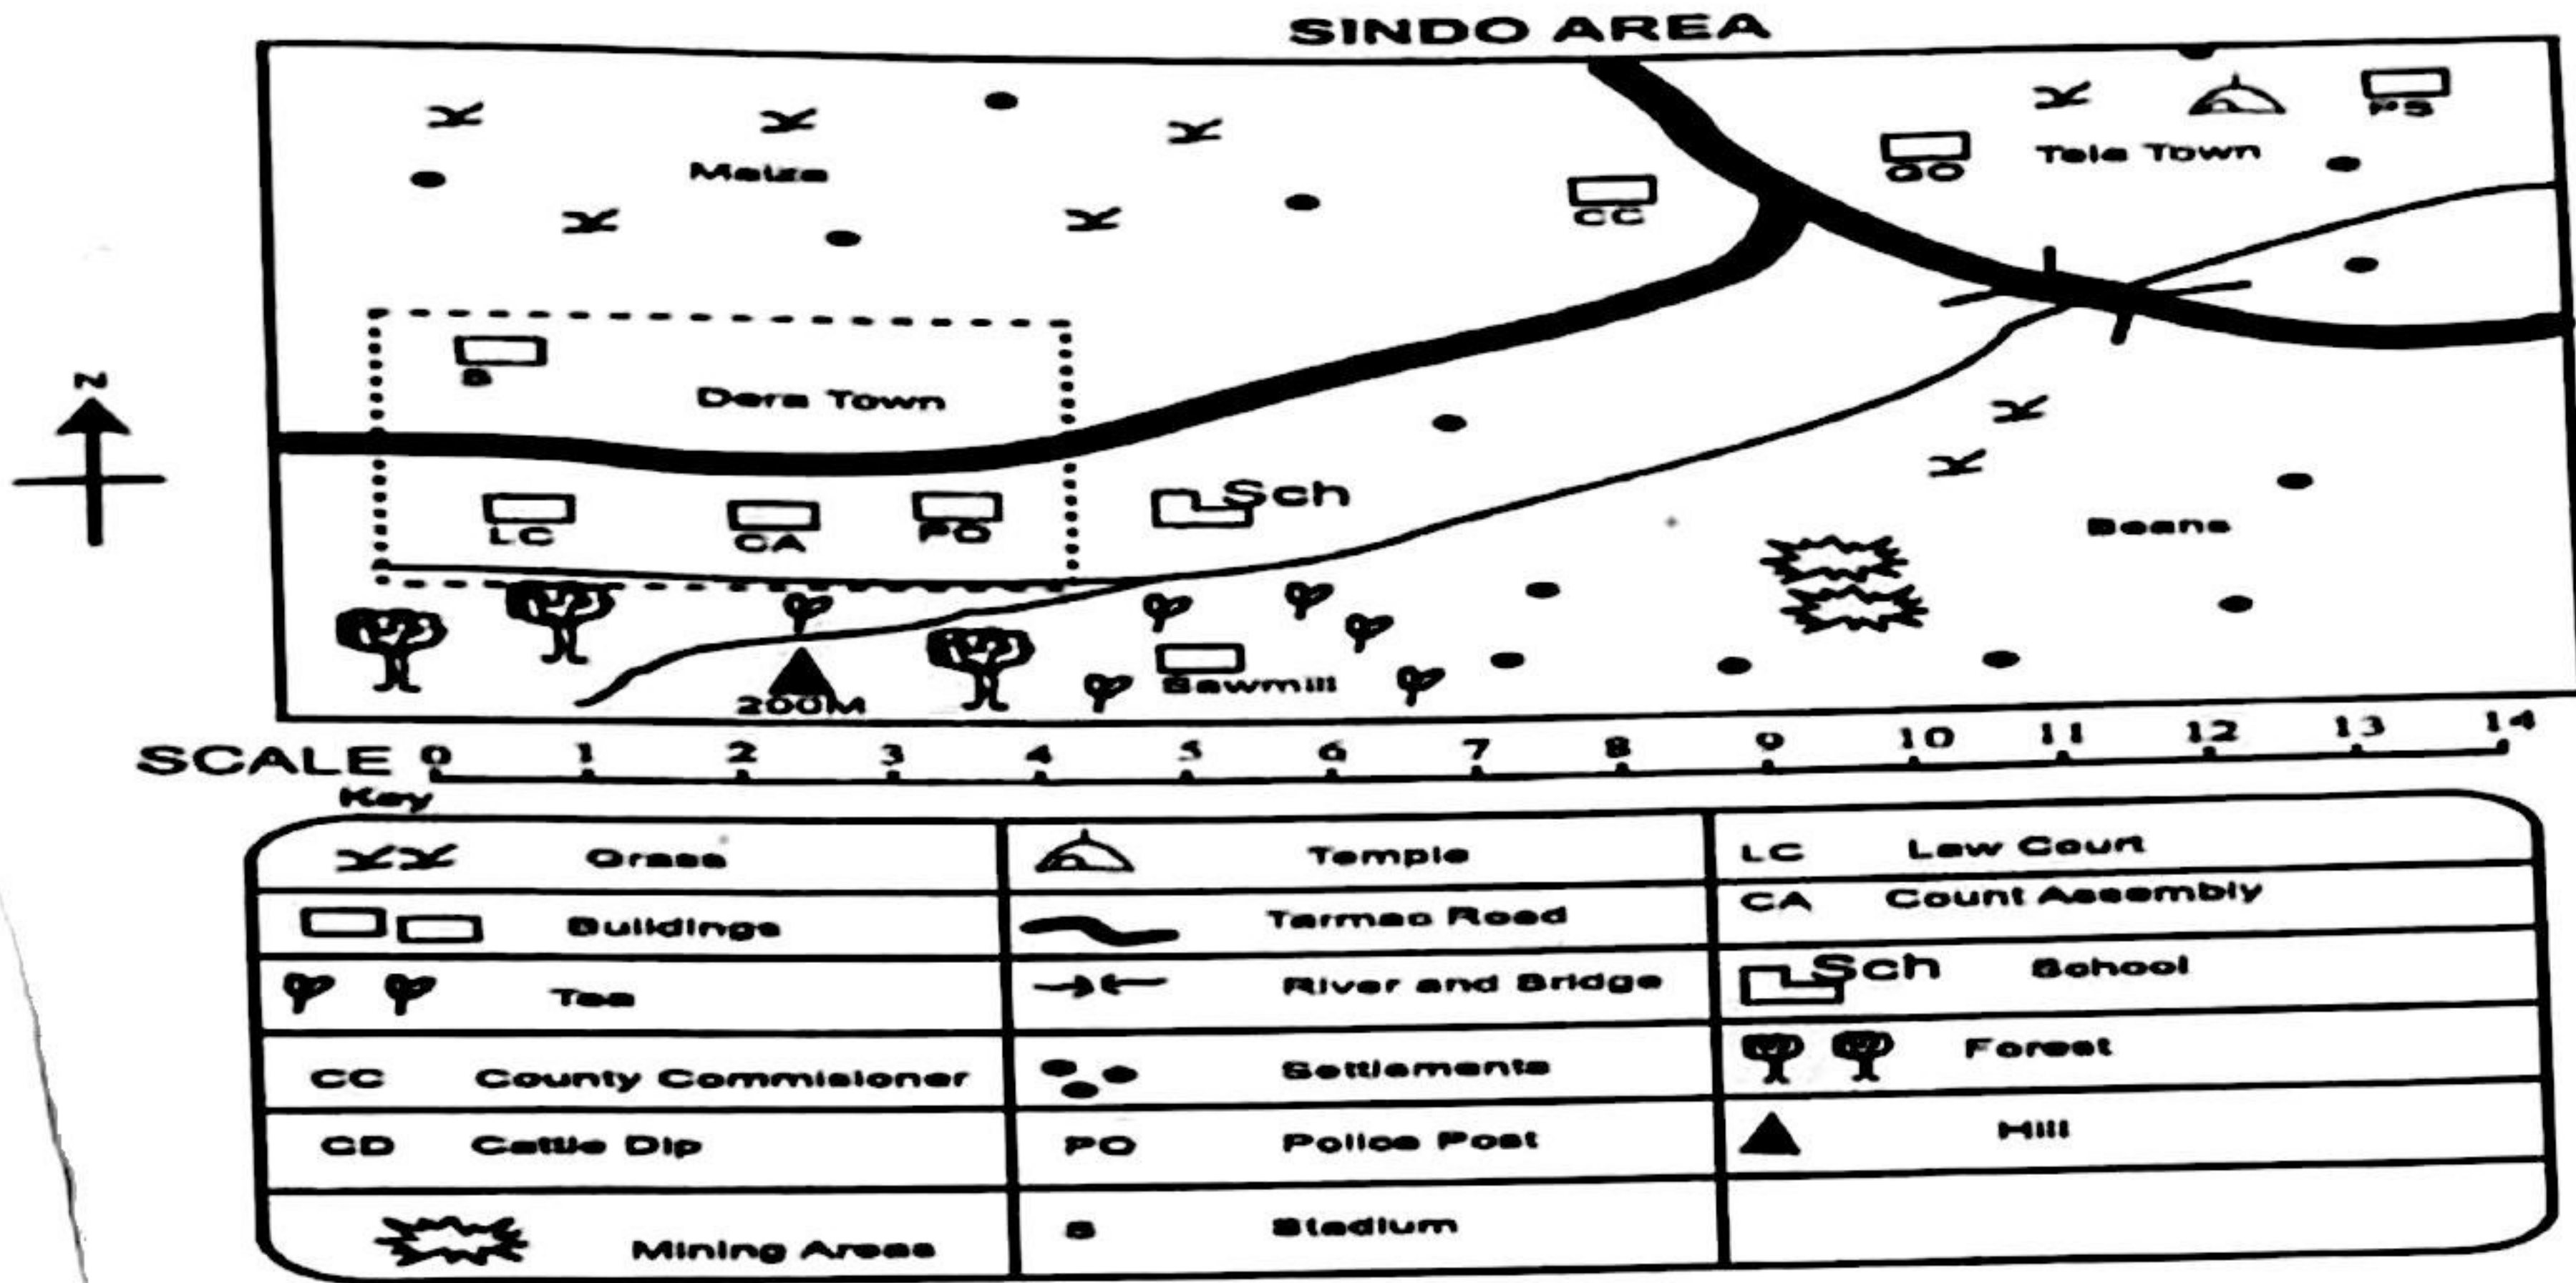 SINDO AREA
PS
Maize
Tele Town
GO
CC
N
S
Dera Town
Sch
LC
CA
PO
Beans
Sawmill
200M
SCALE 0 1 2 3 4 5 6 7 8 9 10 11 12 13 14
Key
Grass
Temple
LC Law Court
Buildings
Tarmac Road
CA Count Assembly
Tea
River and Bridge
Sch School
CC County Commisioner
Settlements
Forest
CD Cattle Dip
PO Police Post
Hill
Mining Areas
S Stadium